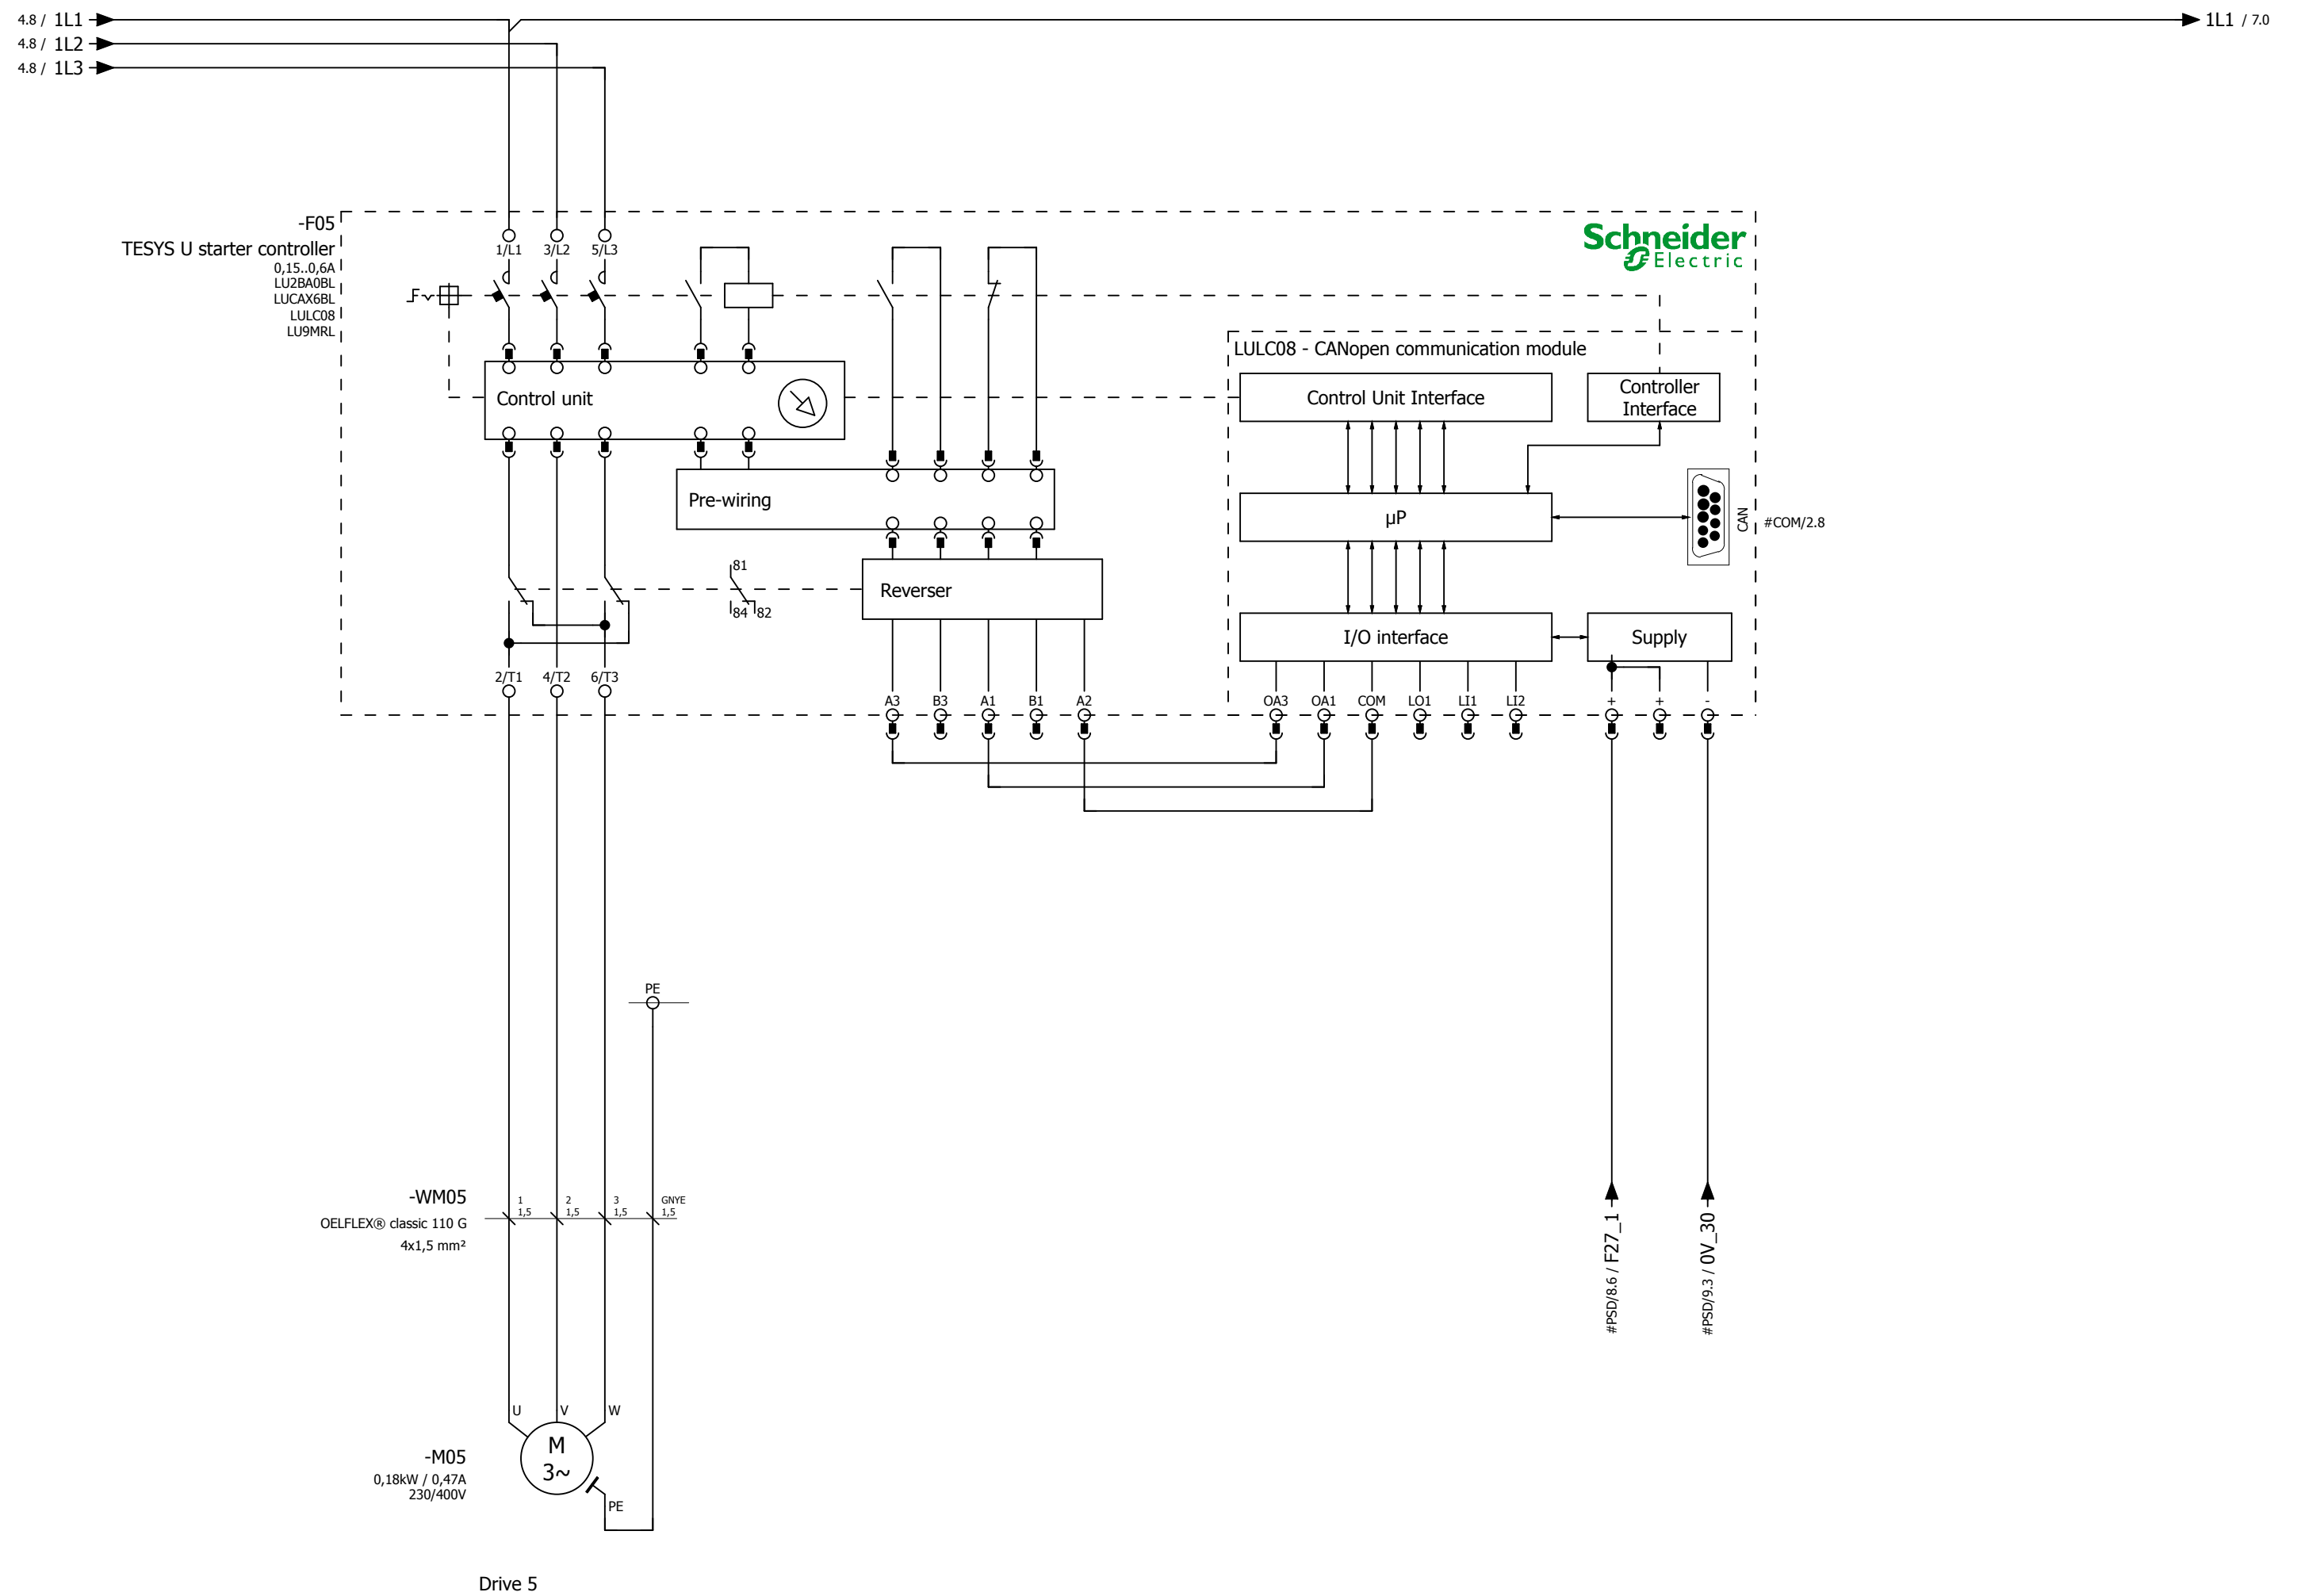 4.8 / 1L1
1L1 / 7.0
4.8 / 1L2
4.8 / 1L3
-F05
TESYS U starter controller
0,15..0,6A
LU2BA0BL
LUCAX6BL
LULC08
LU9MRL
1/L1 3/L2 5/L3
Schneider
Electric
LULC08 - CANopen communication module
Control unit
Control Unit Interface
Controller
Interface
Pre-wiring
µP
CAN
#COM/2.8
81
84 82
Reverser
I/O interface
Supply
2/T1 4/T2 6/T3
A3 B3 A1 B1 A2
OA3 OA1 COM LO1 LI1 LI2
+ + -
PE
-WM05
OELFLEX® classic 110 G
4x1,5 mm²
1 2 3 GNYE
1,5 1,5 1,5 1,5
#PSD/8.6 / F27_1
#PSD/9.3 / 0V_30
U V W
M
3~
-M05
0,18kW / 0,47A
230/400V
PE
Drive 5